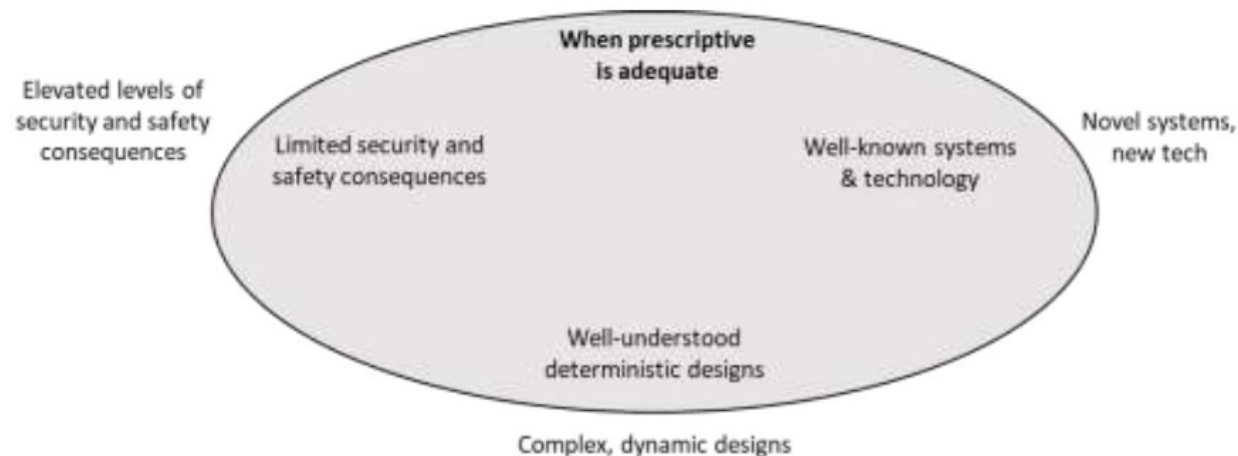 When prescriptive
is adequate
Elevated levels of
security and safety
consequences
Limited security and
safety consequences
Well-known systems
& technology
Novel systems,
new tech
Well-understood
deterministic designs
Complex, dynamic designs